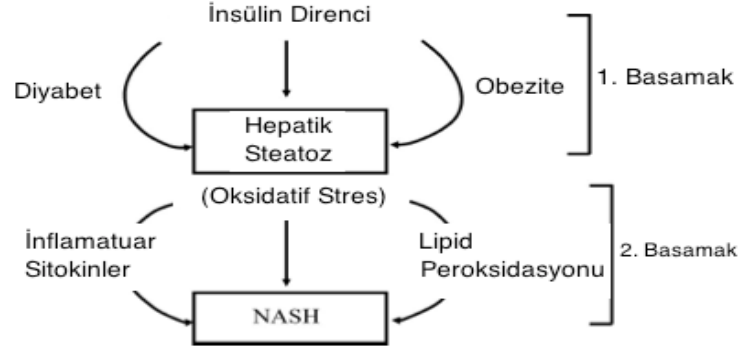 İnsülin Direnci
Diyabet
Obezite
1. Basamak
Hepatik
Steatoz
(Oksidatif Stres)
İnflamatuar
Sitokinler
Lipid
Peroksidasyonu
2. Basamak
NASH